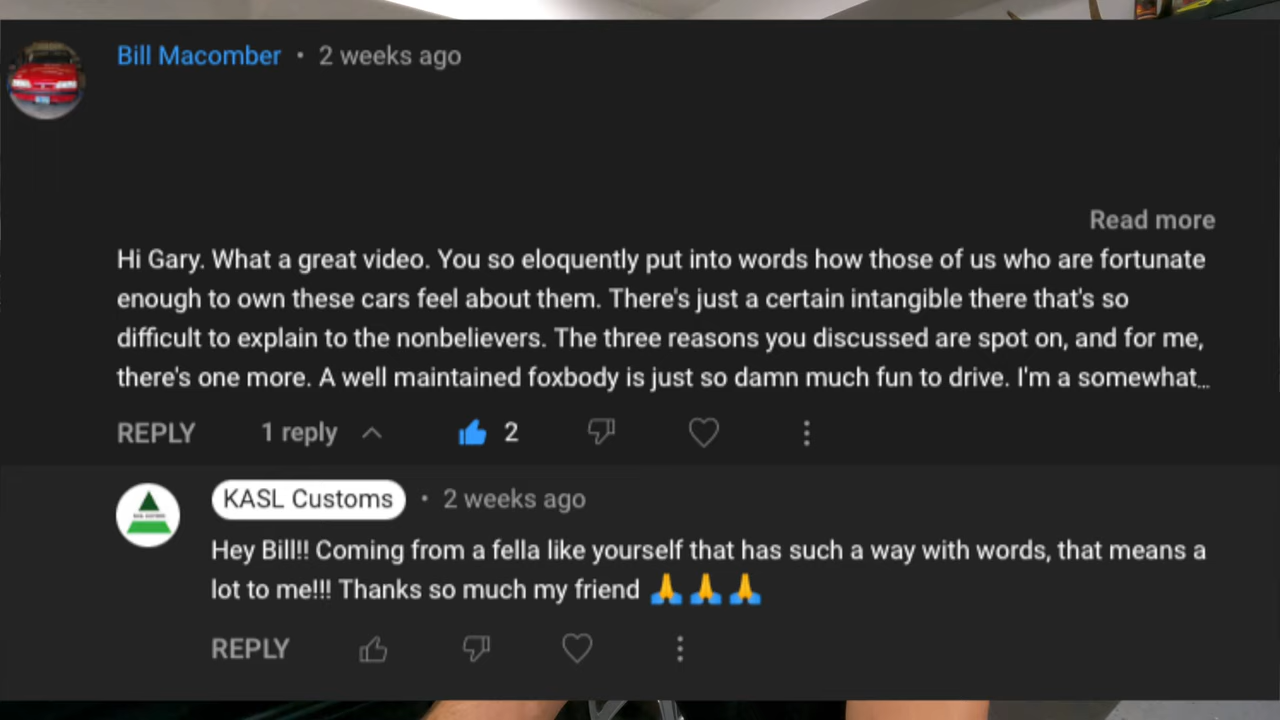 Bill Macomber • 2 weeks ago
Read more
Hi Gary. What a great video. You so eloquently put into words how those of us who are fortunate
enough to own these cars feel about them. There's just a certain intangible there that's so
difficult to explain to the nonbelievers. The three reasons you discussed are spot on, and for me,
there's one more. A well maintained foxbody is just so damn much fun to drive. I'm a somewhat…
REPLY 1 reply 2
KASL Customs • 2 weeks ago
Hey Bill!! Coming from a fella like yourself that has such a way with words, that means a
lot to me!!! Thanks so much my friend 🙏🙏🙏
REPLY